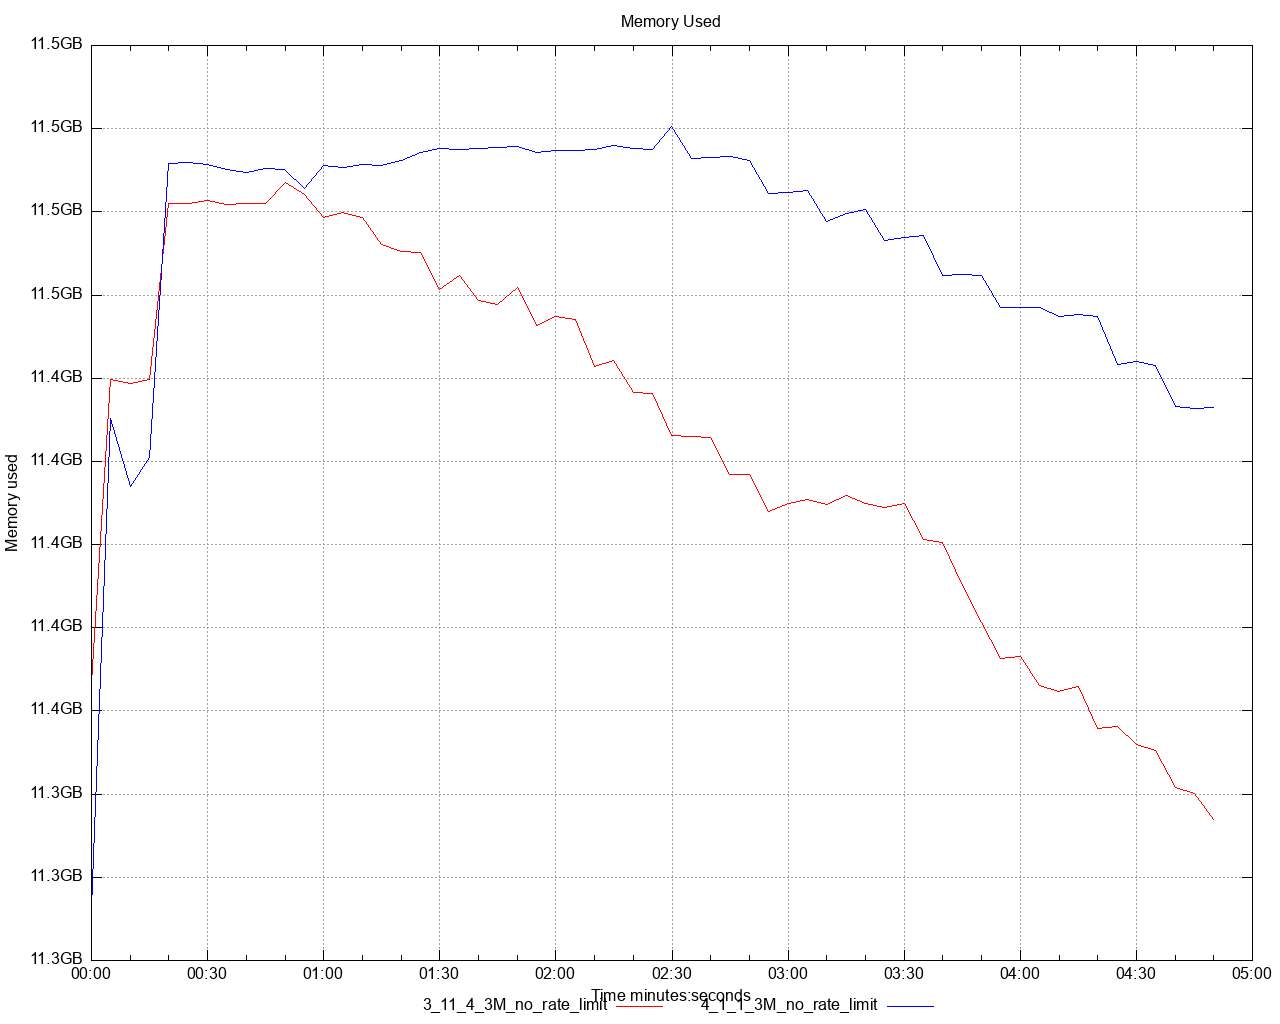 Memory Used
11.5GB
11.5GB
11.5GB
11.5GB
11.4GB
11.4GB
11.4GB
11.4GB
11.4GB
11.3GB
11.3GB
11.3GB
Memory used
00:00 00:30 01:00 01:30 02:00 02:30 03:00 03:30 04:00 04:30 05:00
Time minutes:seconds
3_11_4_3M_no_rate_limit 4_1_1_3M_no_rate_limit